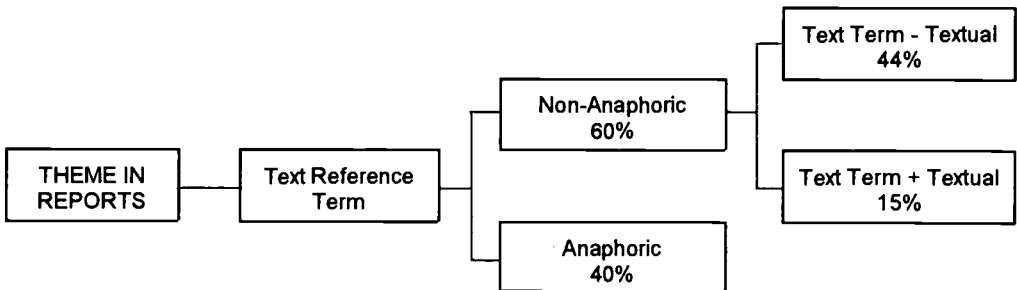 THEME IN
REPORTS
Text Reference
Term
Non-Anaphoric
60%
Text Term - Textual
44%
Text Term + Textual
15%
Anaphoric
40%